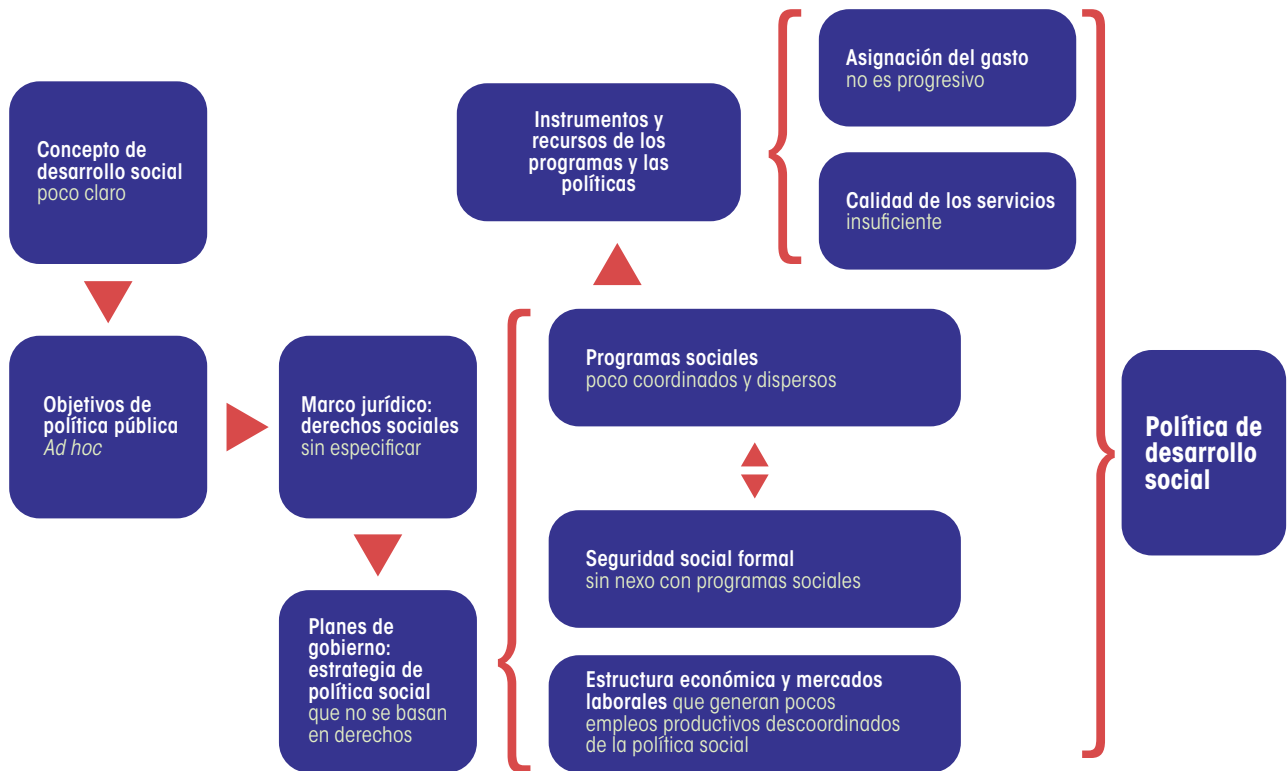 Concepto de
desarrollo social
poco claro
Objetivos de
política pública
Ad hoc
Marco jurídico:
derechos sociales
sin especificar
Planes de
gobierno:
estrategia de
política social
que no se basan
en derechos
Instrumentos y
recursos de los
programas y las
políticas
Asignación del gasto
no es progresivo
Calidad de los servicios
insuficiente
Programas sociales
poco coordinados y dispersos
Seguridad social formal
sin nexo con programas sociales
Estructura económica y mercados
laborales que generan pocos
empleos productivos descoordinados
de la política social
Política de
desarrollo
social